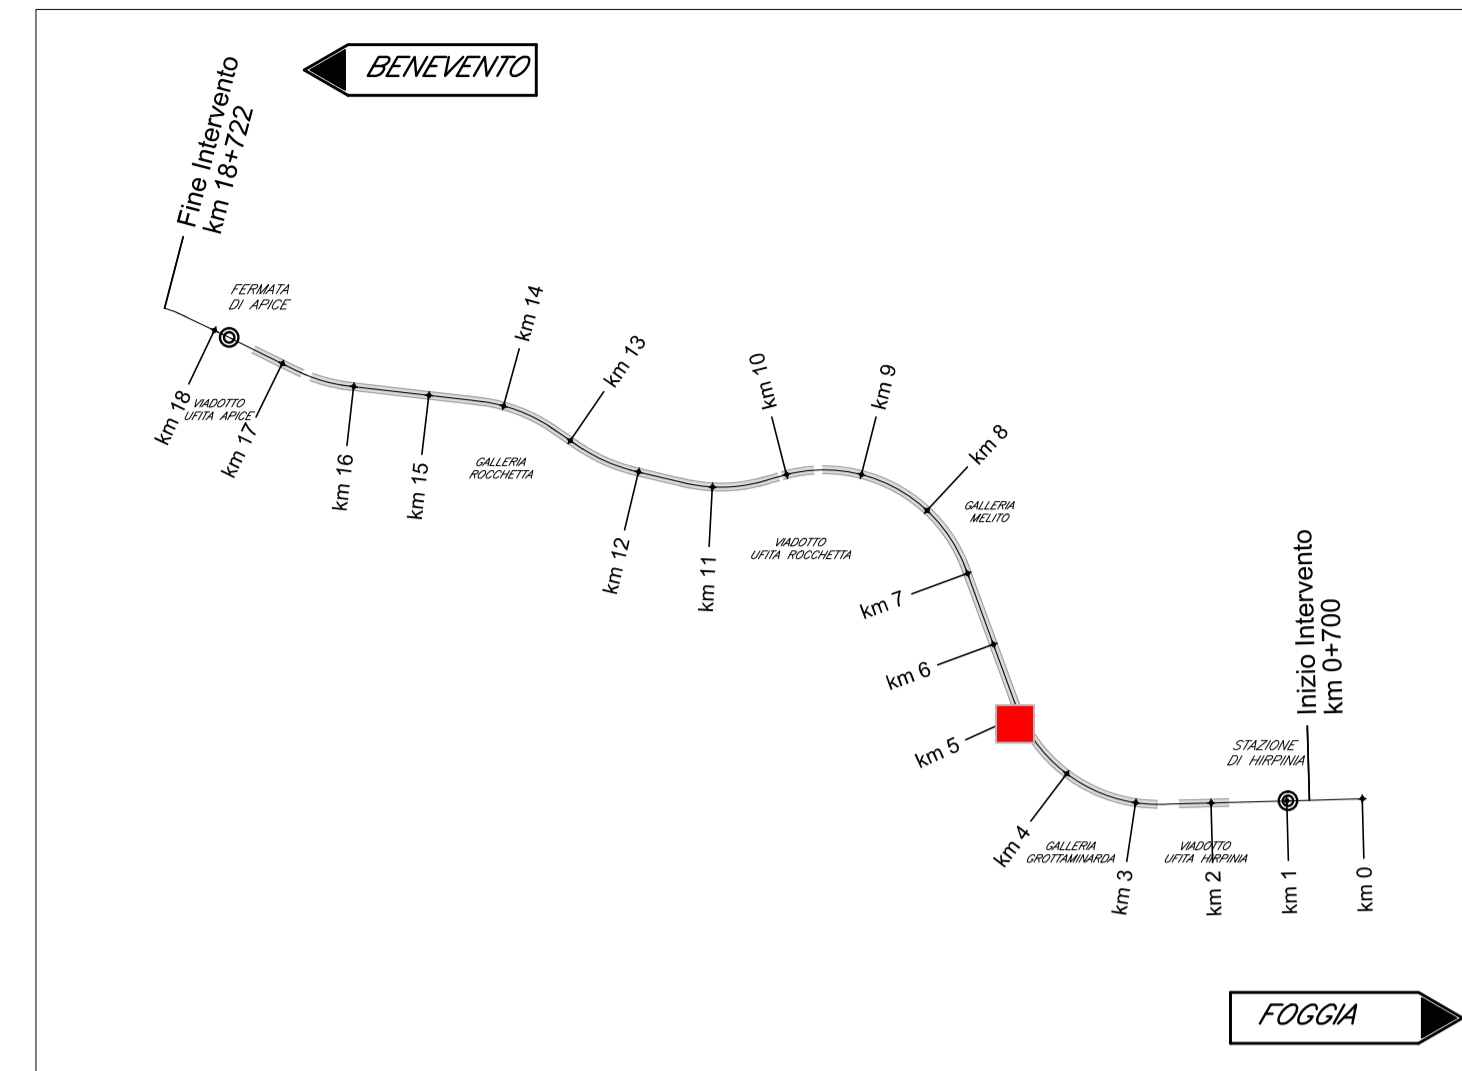 BENEVENTO
Fine Intervento
km 18+722
FERMATA
DI APICE
km 18
VIADOTTO
UFITA APICE
km 17
km 16
km 15
GALLERIA
ROCCHETTA
km 14
km 13
km 12
km 11
km 10
VIADOTTO
UFITA ROCCHETTA
km 9
km 8
GALLERIA
MELITO
km 7
km 6
km 5
km 4
GALLERIA
GROTTAMINARDA
km 3
VIADOTTO
UFITA HIRPINIA
km 2
STAZIONE
DI HIRPINIA
Inizio Intervento
km 0+700
km 1
km 0
FOGGIA